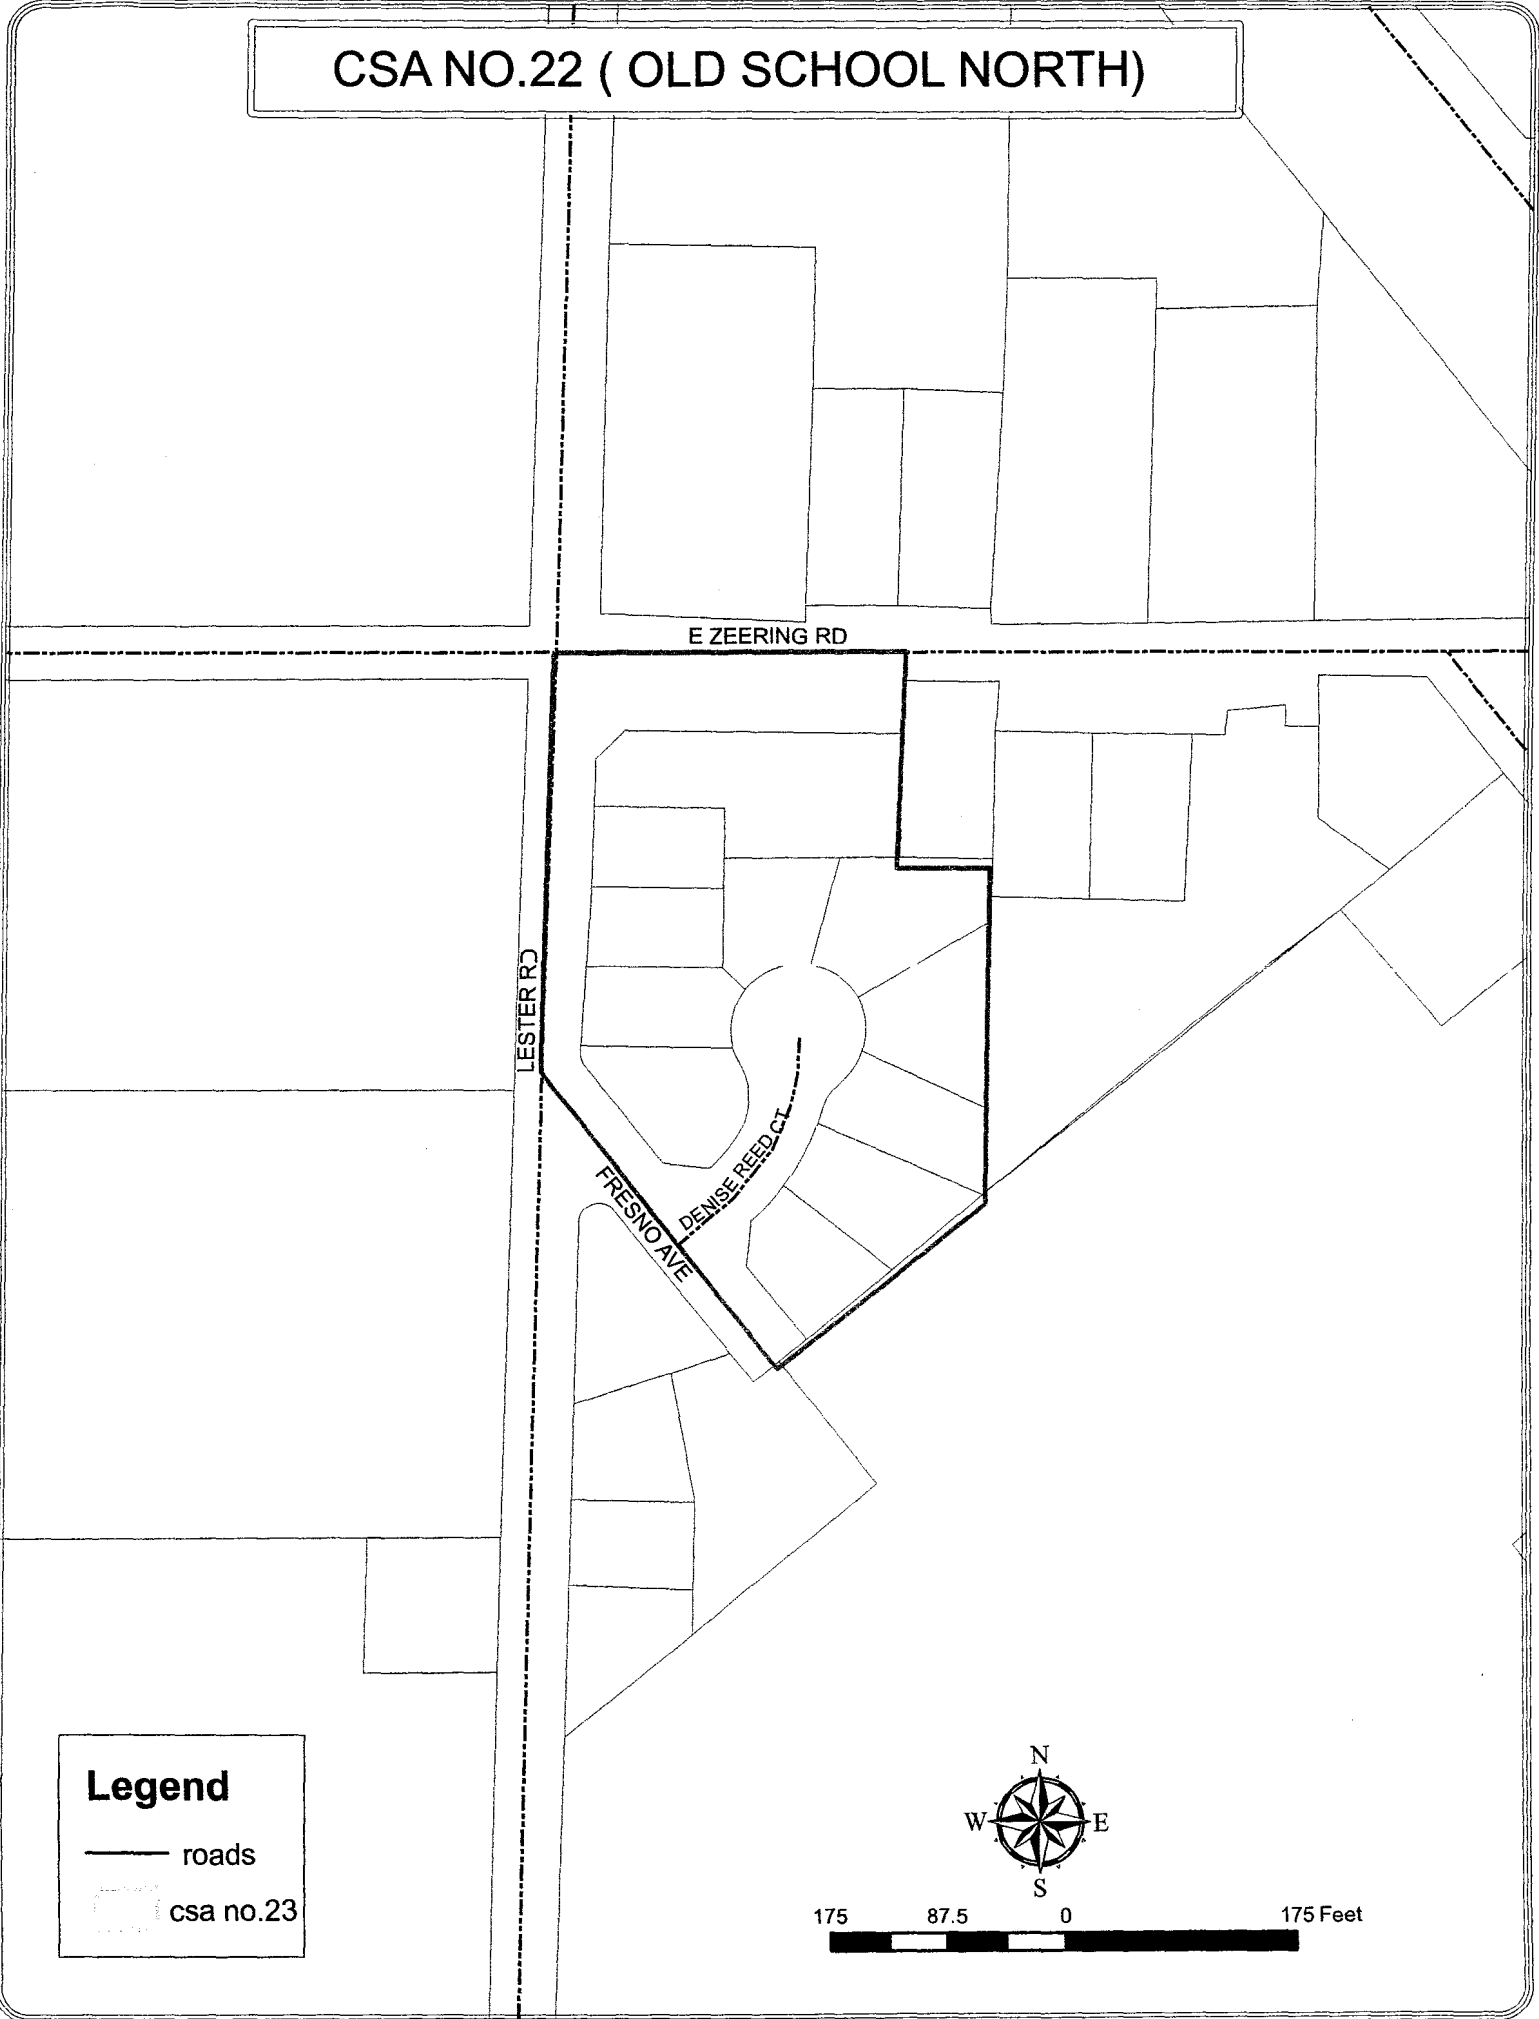 CSA NO.22 ( OLD SCHOOL NORTH)
E ZEERING RD
LESTER RD
DENISE REED CT
FRESNO AVE
Legend
roads
csa no.23
N
W E
S
175 87.5 0 175 Feet